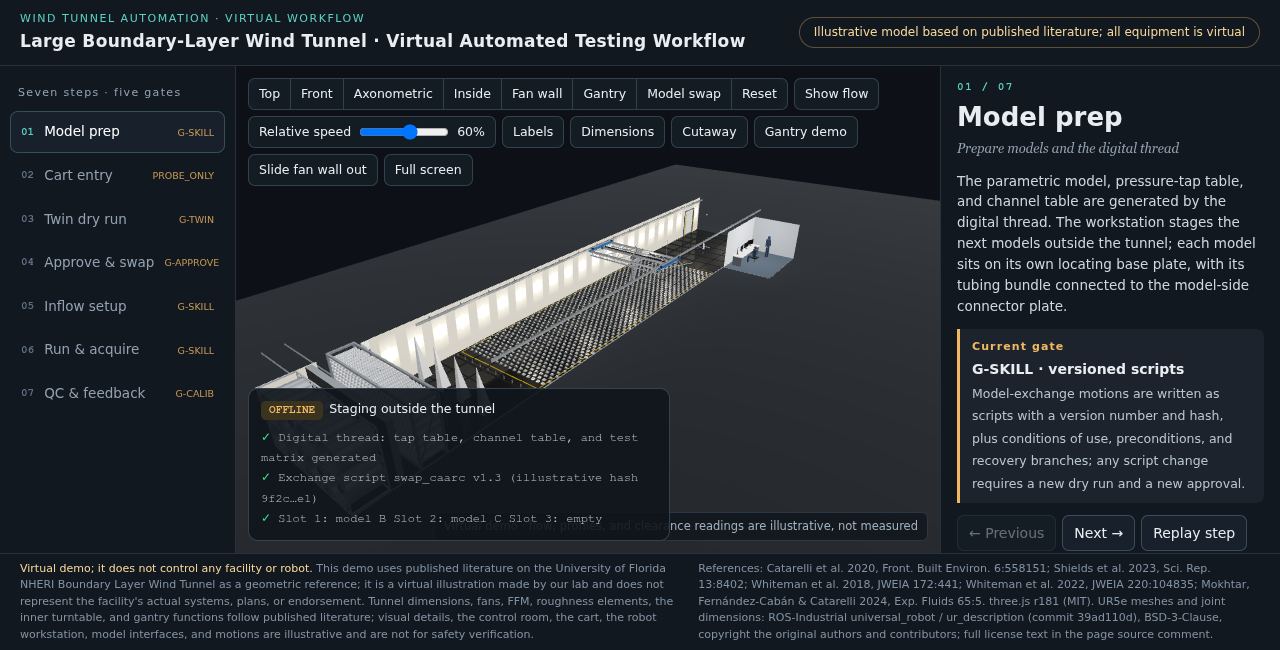 WIND TUNNEL AUTOMATION · VIRTUAL WORKFLOW
Large Boundary-Layer Wind Tunnel · Virtual Automated Testing Workflow
Illustrative model based on published literature; all equipment is virtual
Seven steps · five gates
01 Model prep G-SKILL
02 Cart entry PROBE_ONLY
03 Twin dry run G-TWIN
04 Approve & swap G-APPROVE
05 Inflow setup G-SKILL
06 Run & acquire G-SKILL
07 QC & feedback G-CALIB
Top Front Axonometric Inside Fan wall Gantry Model swap Reset Show flow
Relative speed 60% Labels Dimensions Cutaway Gantry demo
Slide fan wall out Full screen
OFFLINE Staging outside the tunnel
✓ Digital thread: tap table, channel table, and test
matrix generated
✓ Exchange script swap_caarc v1.3 (illustrative hash
9f2c…e1)
✓ Slot 1: model B Slot 2: model C Slot 3: empty
Virtual demo: flow, probes, and clearance readings are illustrative, not measured
01 / 07
Model prep
Prepare models and the digital thread
The parametric model, pressure-tap table,
and channel table are generated by the
digital thread. The workstation stages the
next models outside the tunnel; each model
sits on its own locating base plate, with its
tubing bundle connected to the model-side
connector plate.
Current gate
G-SKILL · versioned scripts
Model-exchange motions are written as
scripts with a version number and hash,
plus conditions of use, preconditions, and
recovery branches; any script change
requires a new dry run and a new approval.
← Previous Next → Replay step
Virtual demo; it does not control any facility or robot. This demo uses published literature on the University of Florida
NHERI Boundary Layer Wind Tunnel as a geometric reference; it is a virtual illustration made by our lab and does not
represent the facility's actual systems, plans, or endorsement. Tunnel dimensions, fans, FFM, roughness elements, the
inner turntable, and gantry functions follow published literature; visual details, the control room, the cart, the robot
workstation, model interfaces, and motions are illustrative and are not for safety verification.
References: Catarelli et al. 2020, Front. Built Environ. 6:558151; Shields et al. 2023, Sci. Rep.
13:8402; Whiteman et al. 2018, JWEIA 172:441; Whiteman et al. 2022, JWEIA 220:104835; Mokhtar,
Fernández-Cabán & Catarelli 2024, Exp. Fluids 65:5. three.js r181 (MIT). UR5e meshes and joint
dimensions: ROS-Industrial universal_robot / ur_description (commit 39ad110d), BSD-3-Clause,
copyright the original authors and contributors; full license text in the page source comment.